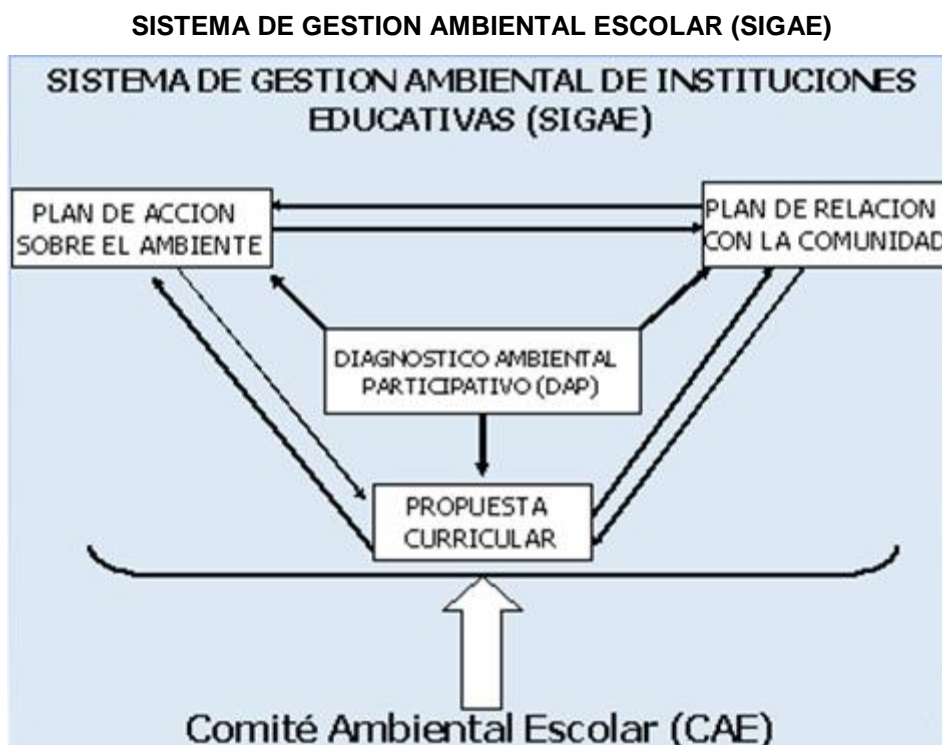 SISTEMA DE GESTION AMBIENTAL ESCOLAR (SIGAE)
SISTEMA DE GESTION AMBIENTAL DE INSTITUCIONES
EDUCATIVAS (SIGAE)
PLAN DE ACCION
SOBRE EL AMBIENTE
PLAN DE RELACION
CON LA COMUNIDAD
DIAGNOSTICO AMBIENTAL
PARTICIPATIVO (DAP)
PROPUESTA
CURRICULAR
Comité Ambiental Escolar (CAE)